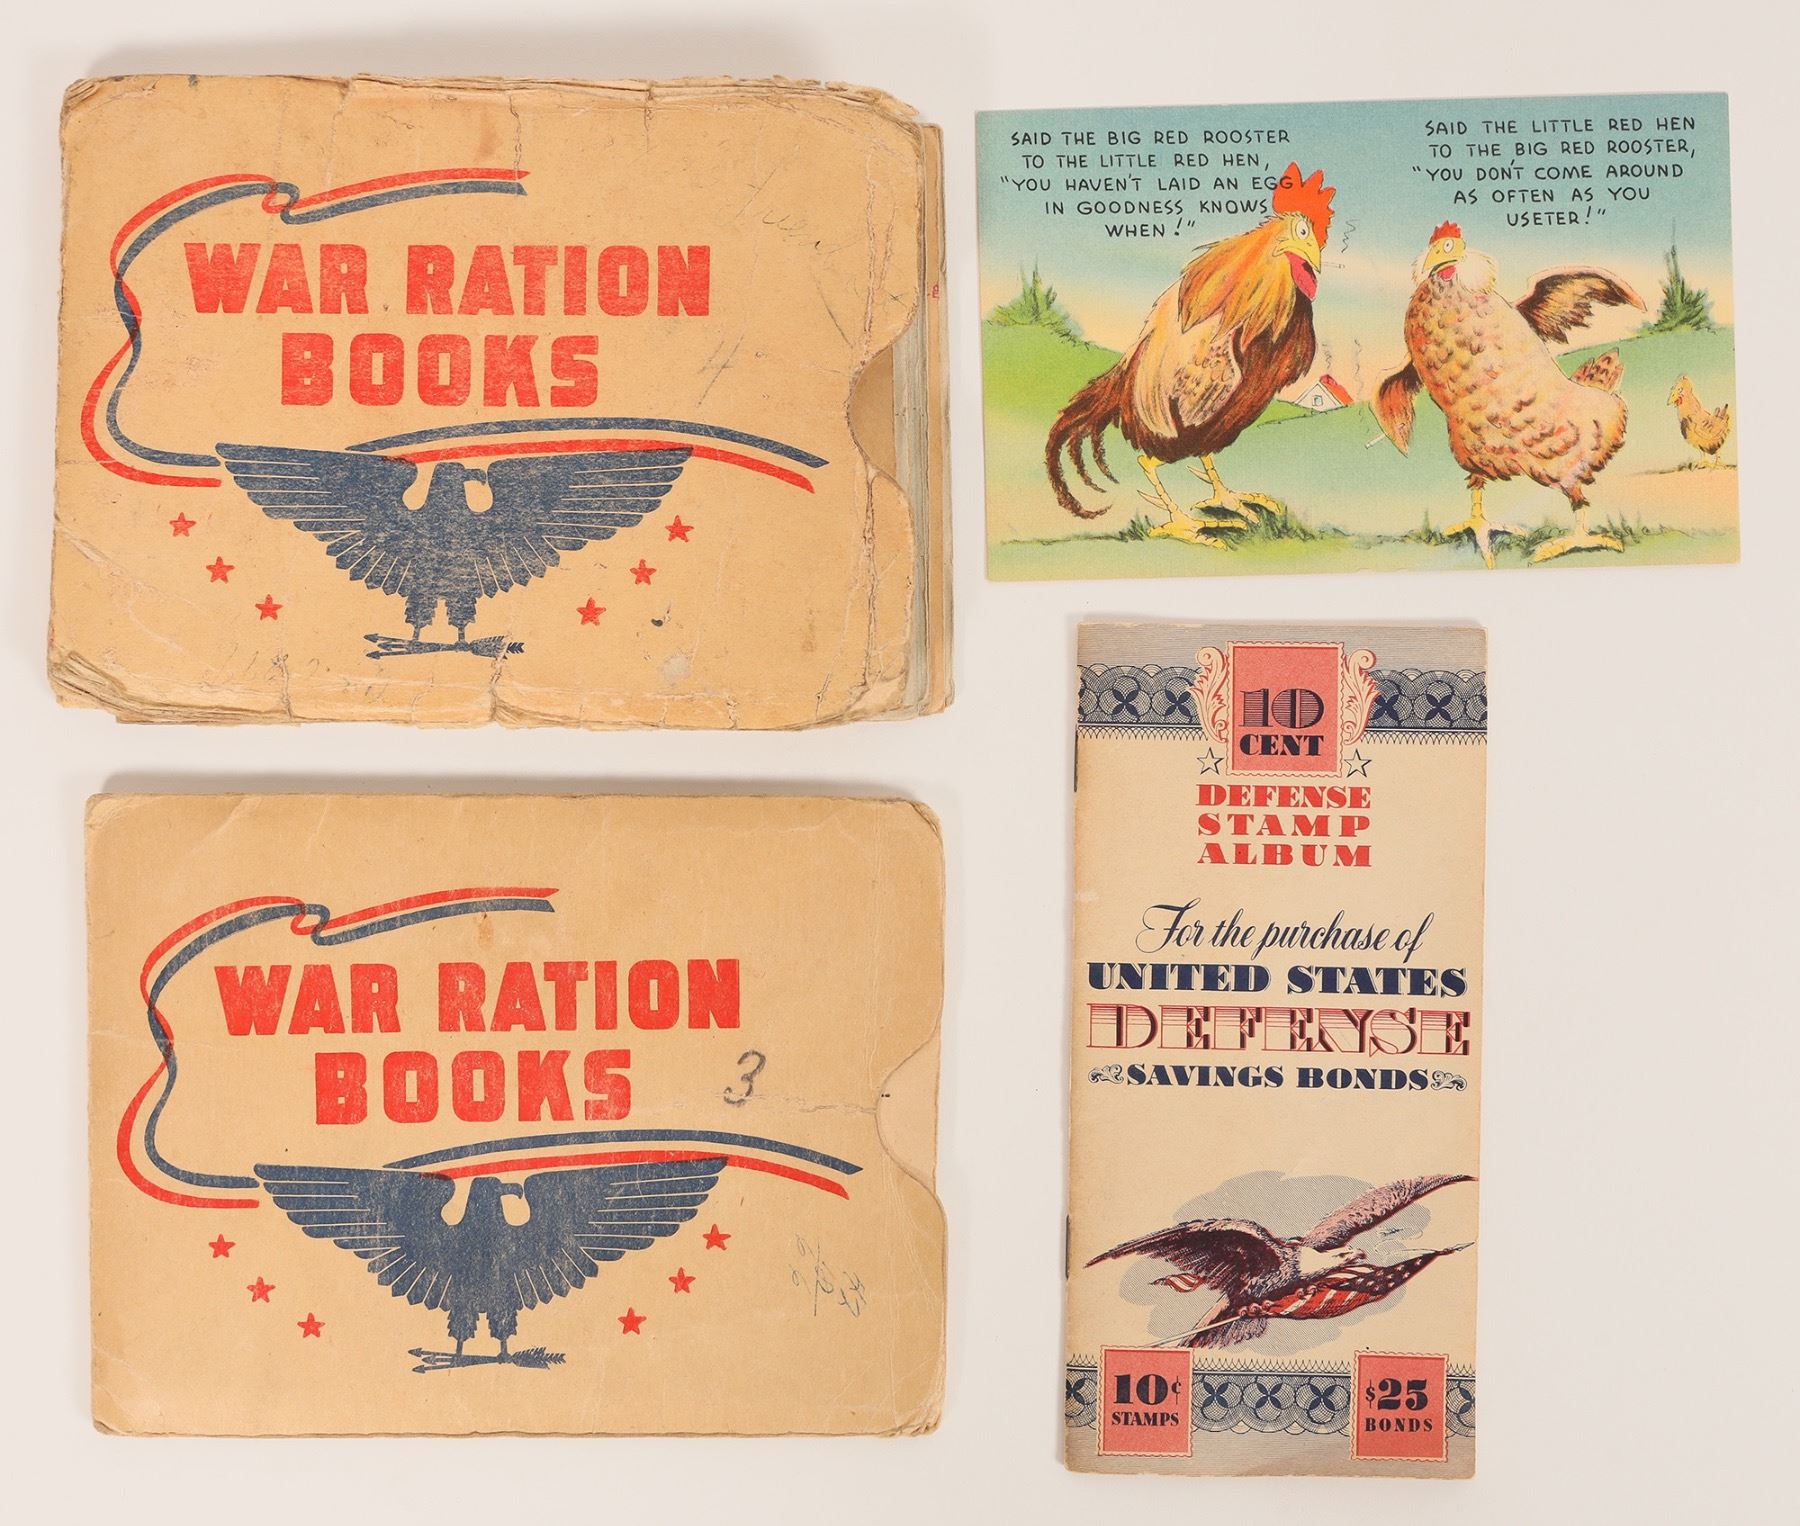 WAR RATION
BOOKS
4
SAID THE BIG RED ROOSTER
TO THE LITTLE RED HEN,
"YOU HAVEN'T LAID AN EGG
IN GOODNESS KNOWS
WHEN!"
SAID THE LITTLE RED HEN
TO THE BIG RED ROOSTER,
"YOU DON'T COME AROUND
AS OFTEN AS YOU
USETER!"
WAR RATION
BOOKS
3
10
CENT
DEFENSE
STAMP
ALBUM
For the purchase of
UNITED STATES
DEFENSE
SAVINGS BONDS
10¢
STAMPS
$25
BONDS